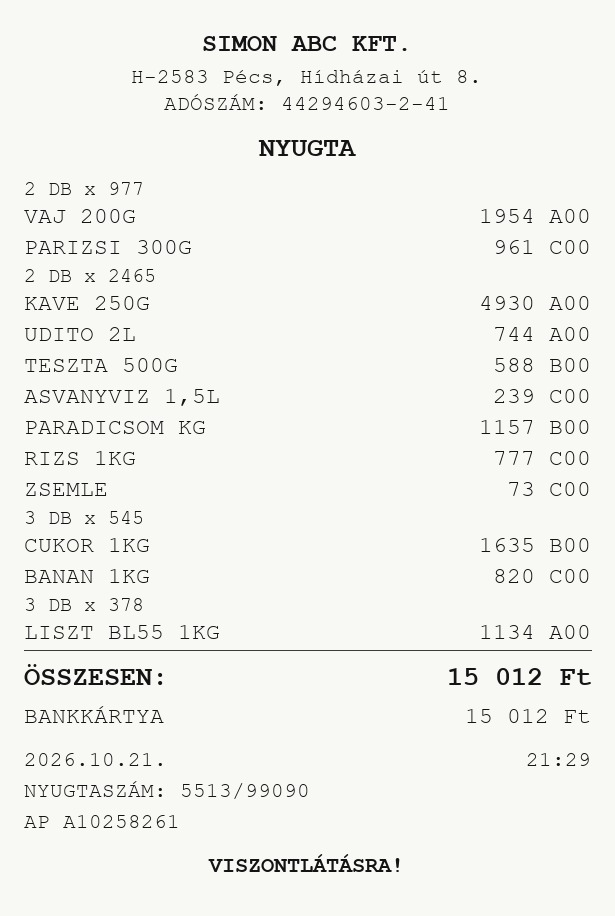 SIMON ABC KFT.
H-2583 Pécs, Hídházai út 8.
ADÓSZÁM: 44294603-2-41
NYUGTA
2 DB x 977
VAJ 200G 1954 A00
PARIZSI 300G 961 C00
2 DB x 2465
KAVE 250G 4930 A00
UDITO 2L 744 A00
TESZTA 500G 588 B00
ASVANYVIZ 1,5L 239 C00
PARADICSOM KG 1157 B00
RIZS 1KG 777 C00
ZSEMLE 73 C00
3 DB x 545
CUKOR 1KG 1635 B00
BANAN 1KG 820 C00
3 DB x 378
LISZT BL55 1KG 1134 A00
ÖSSZESEN: 15 012 Ft
BANKKÁRTYA 15 012 Ft
2026.10.21. 21:29
NYUGTASZÁM: 5513/99090
AP A10258261
VISZONTLÁTÁSRA!